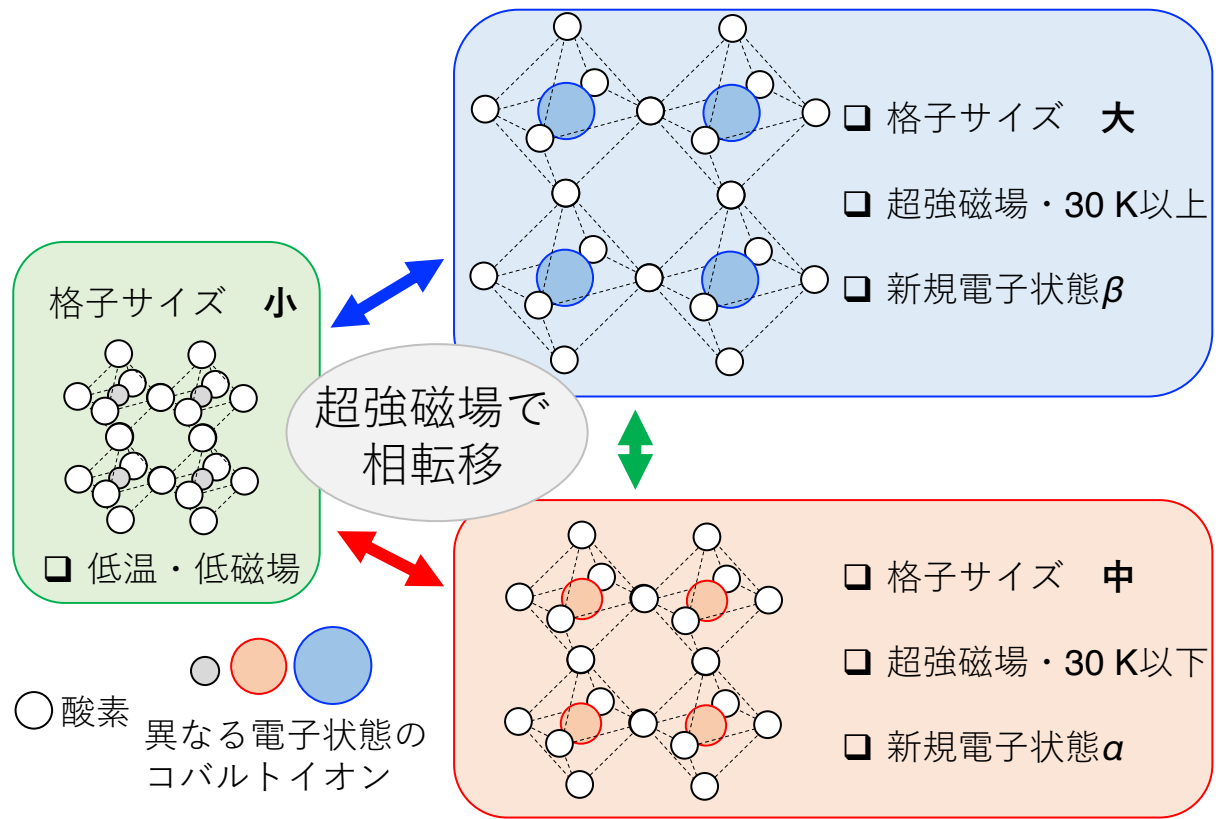 ❑ 格子サイズ　大
❑ 超強磁場・30 K以上
❑ 新規電子状態β
格子サイズ　小
❑ 低温・低磁場
超強磁場で
相転移
❑ 格子サイズ　中
❑ 超強磁場・30 K以下
❑ 新規電子状態α
酸素
異なる電子状態の
コバルトイオン